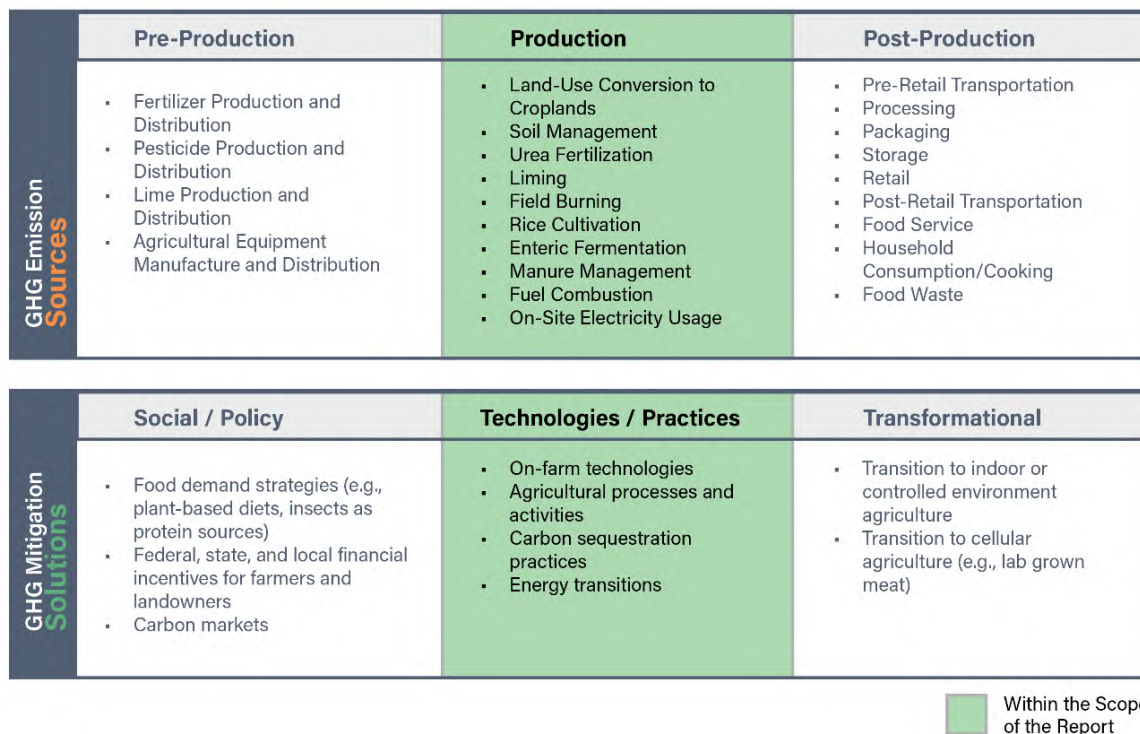 Pre-Production
Production
Post-Production
GHG Emission
Sources
▪ Fertilizer Production and
Distribution
▪ Pesticide Production and
Distribution
▪ Lime Production and
Distribution
▪ Agricultural Equipment
Manufacture and Distribution
▪ Land-Use Conversion to
Croplands
▪ Soil Management
▪ Urea Fertilization
▪ Liming
▪ Field Burning
▪ Rice Cultivation
▪ Enteric Fermentation
▪ Manure Management
▪ Fuel Combustion
▪ On-Site Electricity Usage
▪ Pre-Retail Transportation
▪ Processing
▪ Packaging
▪ Storage
▪ Retail
▪ Post-Retail Transportation
▪ Food Service
▪ Household
Consumption/Cooking
▪ Food Waste
Social / Policy
Technologies / Practices
Transformational
GHG Mitigation
Solutions
▪ Food demand strategies (e.g.,
plant-based diets, insects as
protein sources)
▪ Federal, state, and local financial
incentives for farmers and
landowners
▪ Carbon markets
▪ On-farm technologies
▪ Agricultural processes and
activities
▪ Carbon sequestration
practices
▪ Energy transitions
▪ Transition to indoor or
controlled environment
agriculture
▪ Transition to cellular
agriculture (e.g., lab grown
meat)
Within the Scope
of the Report